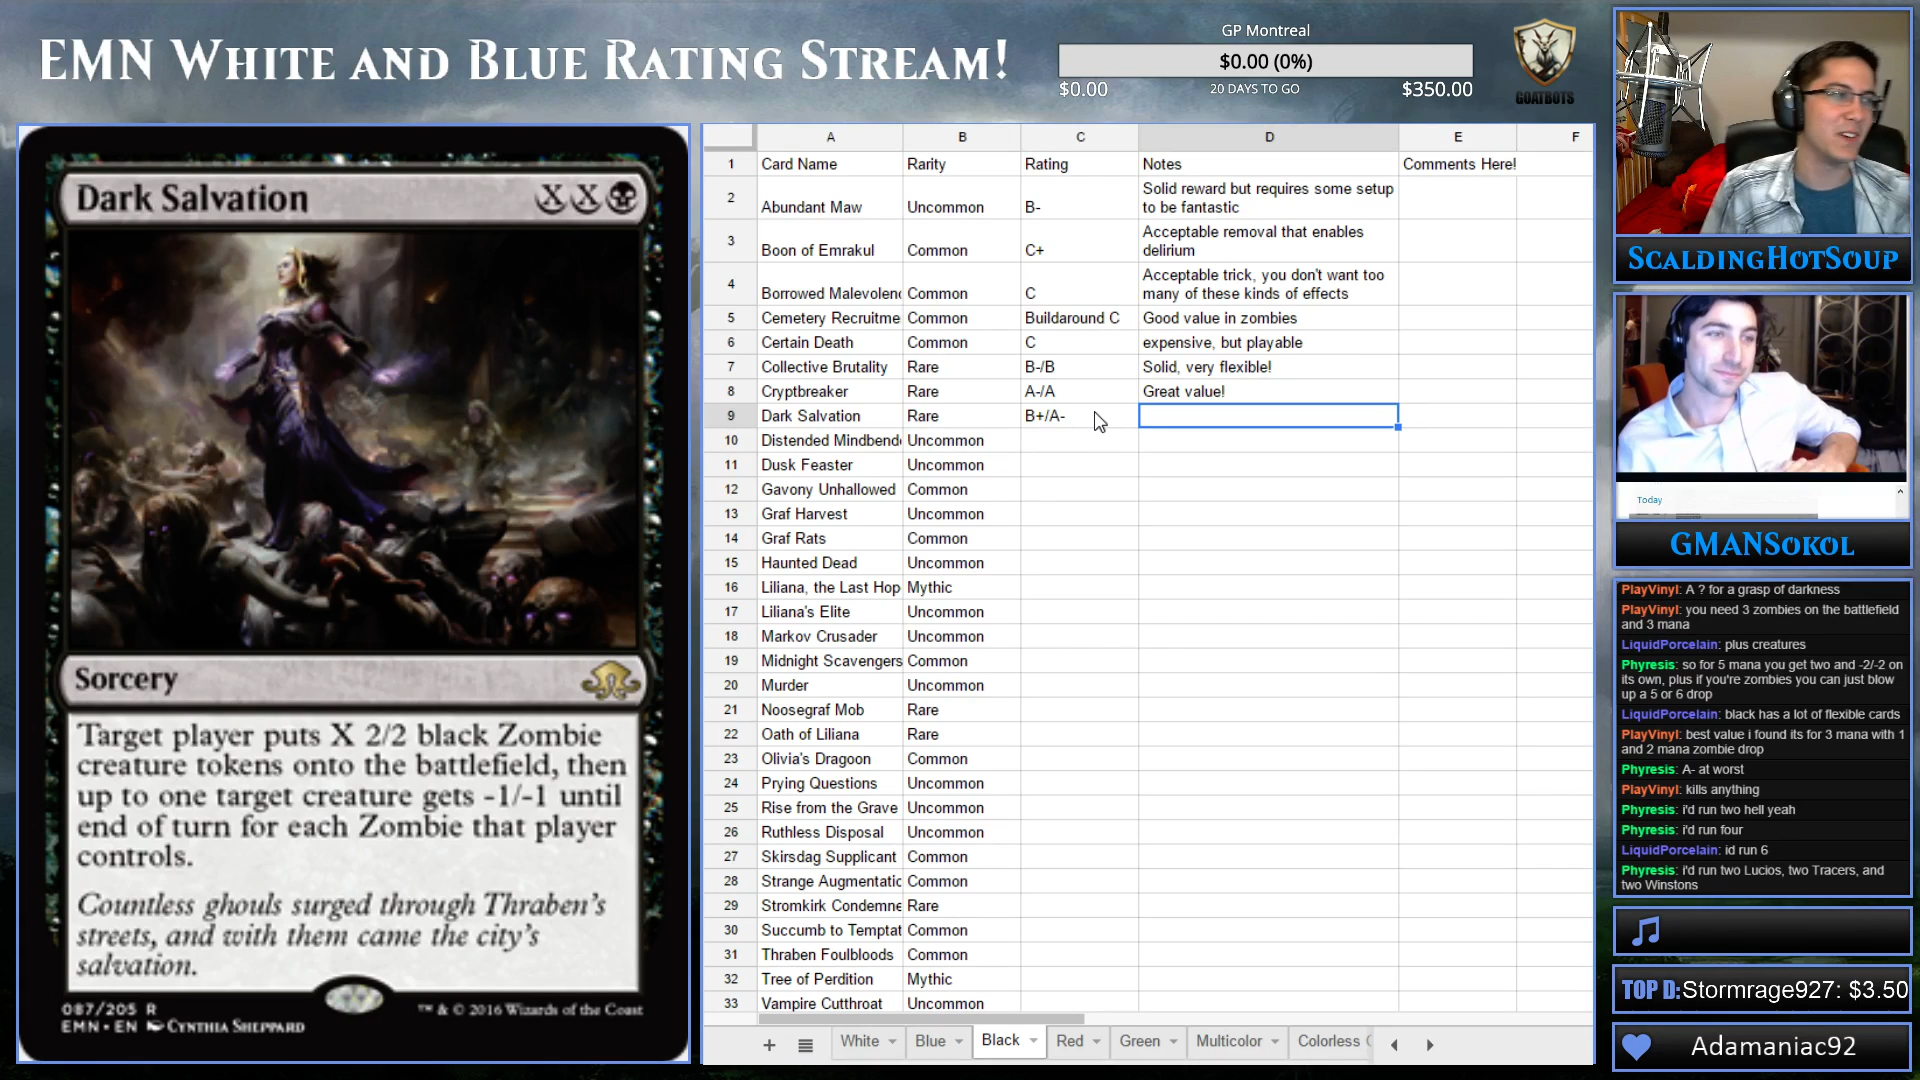 EMN White and Blue Rating Stream!
GP Montreal
$0.00 (0%)
$0.00
20 DAYS TO GO
$350.00
GOATBOTS
Dark Salvation
X X
Sorcery
Target player puts X 2/2 black Zombie
creature tokens onto the battlefield, then
up to one target creature gets -1/-1 until
end of turn for each Zombie that player
controls.
Countless ghouls surged through Thraben's
streets, and with them came the city's
salvation.
087/205 R
EMN • EN Cynthia Sheppard
™ & © 2016 Wizards of the Coast
A B C D E F
1 Card Name Rarity Rating Notes Comments Here!
2 Abundant Maw Uncommon B- Solid reward but requires some setup
to be fantastic
3 Boon of Emrakul Common C+ Acceptable removal that enables
delirium
4 Borrowed Malevolenc Common C Acceptable trick, you don't want too
many of these kinds of effects
5 Cemetery Recruitme Common Buildaround C Good value in zombies
6 Certain Death Common C expensive, but playable
7 Collective Brutality Rare B-/B Solid, very flexible!
8 Cryptbreaker Rare A-/A Great value!
9 Dark Salvation Rare B+/A-
10 Distended Mindbende Uncommon
11 Dusk Feaster Uncommon
12 Gavony Unhallowed Common
13 Graf Harvest Uncommon
14 Graf Rats Common
15 Haunted Dead Uncommon
16 Liliana, the Last Hop Mythic
17 Liliana's Elite Uncommon
18 Markov Crusader Uncommon
19 Midnight Scavengers Common
20 Murder Uncommon
21 Noosegraf Mob Rare
22 Oath of Liliana Rare
23 Olivia's Dragoon Common
24 Prying Questions Uncommon
25 Rise from the Grave Uncommon
26 Ruthless Disposal Uncommon
27 Skirsdag Supplicant Common
28 Strange Augmentatic Common
29 Stromkirk Condemne Rare
30 Succumb to Temptat Common
31 Thraben Foulbloods Common
32 Tree of Perdition Mythic
33 Vampire Cutthroat Uncommon
White Blue Black Red Green Multicolor Colorless
ScaldingHotSoup
Today
GMANSokol
PlayVinyl: A ? for a grasp of darkness
PlayVinyl: you need 3 zombies on the battlefield
and 3 mana
LiquidPorcelain: plus creatures
Phyresis: so for 5 mana you get two and -2/-2 on
its own, plus if you're zombies you can just blow
up a 5 or 6 drop
LiquidPorcelain: black has a lot of flexible cards
PlayVinyl: best value i found its for 3 mana with 1
and 2 mana zombie drop
Phyresis: A- at worst
PlayVinyl: kills anything
Phyresis: i'd run two hell yeah
Phyresis: i'd run four
LiquidPorcelain: id run 6
Phyresis: i'd run two Lucios, two Tracers, and
two Winstons
TOP D: Stormrage927: $3.50
Adamaniac92